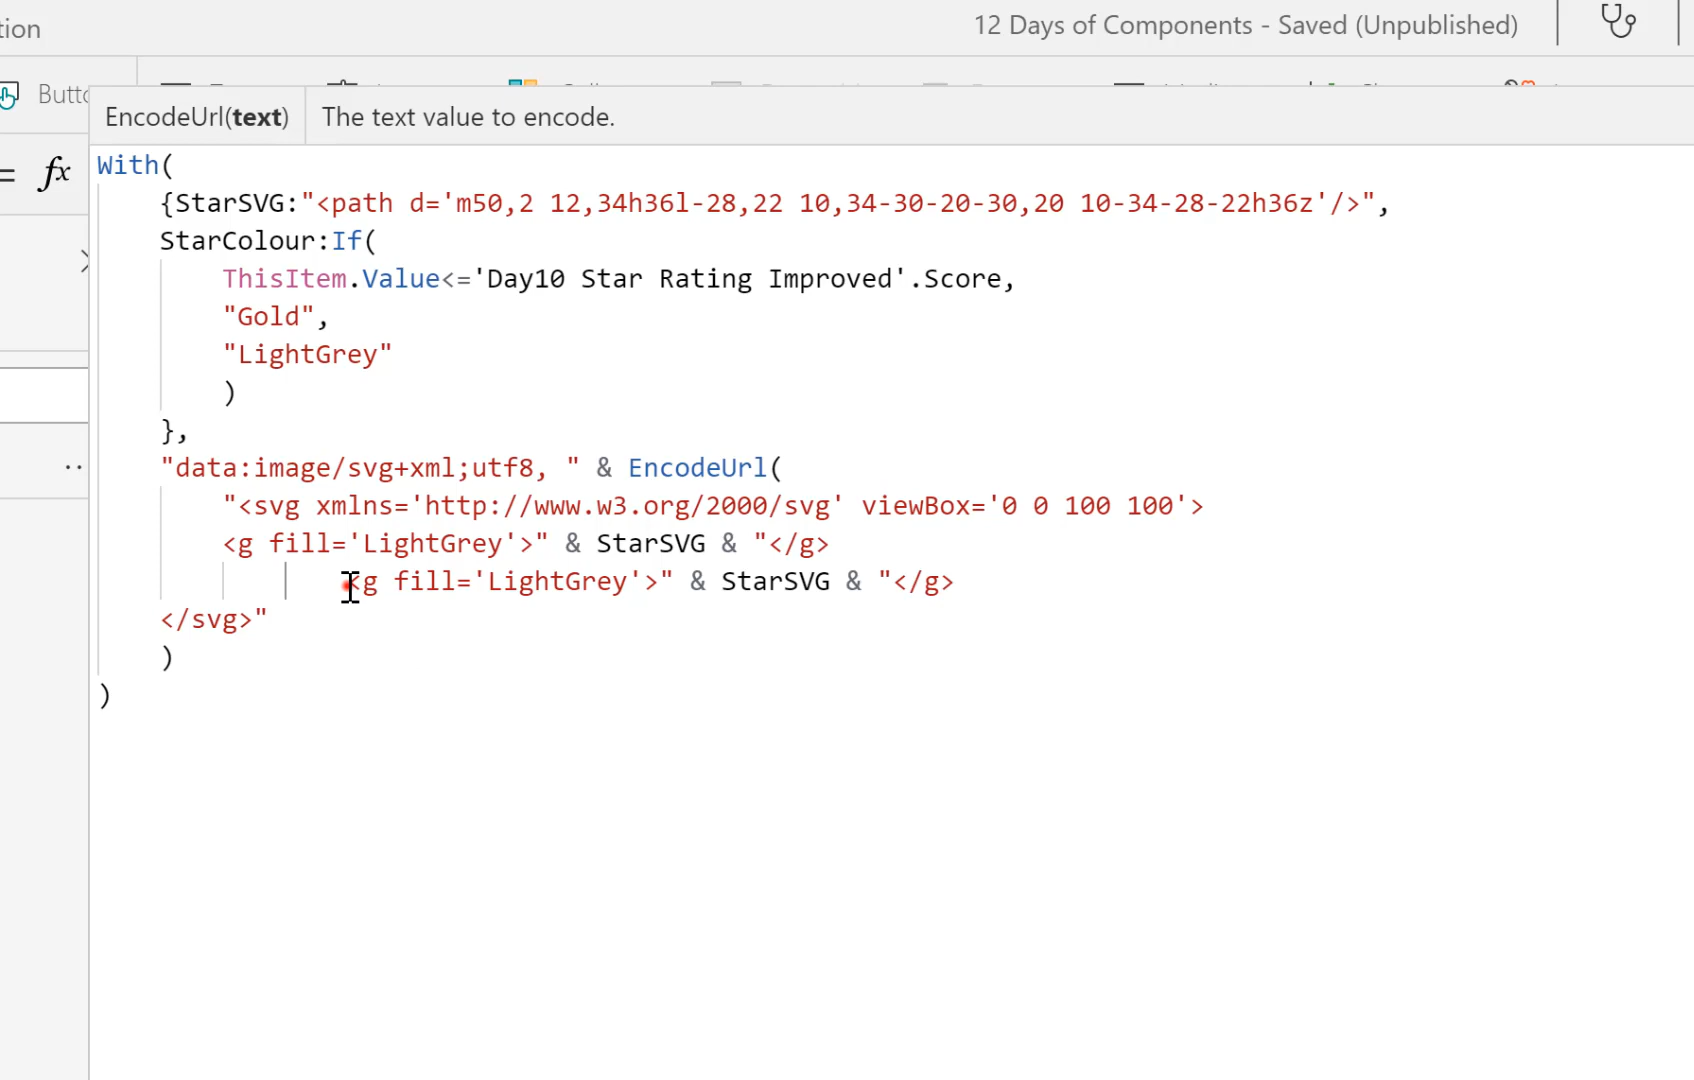 tion
12 Days of Components - Saved (Unpublished)
EncodeUrl(text) The text value to encode.
= fx
With(
{StarSVG:"<path d='m50,2 12,34h36l-28,22 10,34-30-20-30,20 10-34-28-22h36z'/>",
StarColour:If(
ThisItem.Value<='Day10 Star Rating Improved'.Score,
"Gold",
"LightGrey"
)
},
"data:image/svg+xml;utf8, " & EncodeUrl(
"<svg xmlns='http://www.w3.org/2000/svg' viewBox='0 0 100 100'>
<g fill='LightGrey'>" & StarSVG & "</g>
<g fill='LightGrey'>" & StarSVG & "</g>
</svg>"
)
)